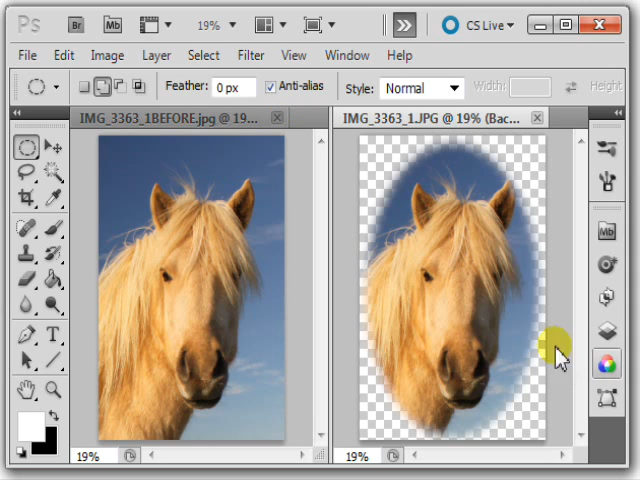 Ps Br Mb 19% CS Live
File Edit Image Layer Select Filter View Window Help
Feather: 0 px Anti-alias Style: Normal Width: Height
IMG_3363_1BEFORE.jpg @ 19... IMG_3363_1.JPG @ 19% (Bac...
T
Mb
19% 19%